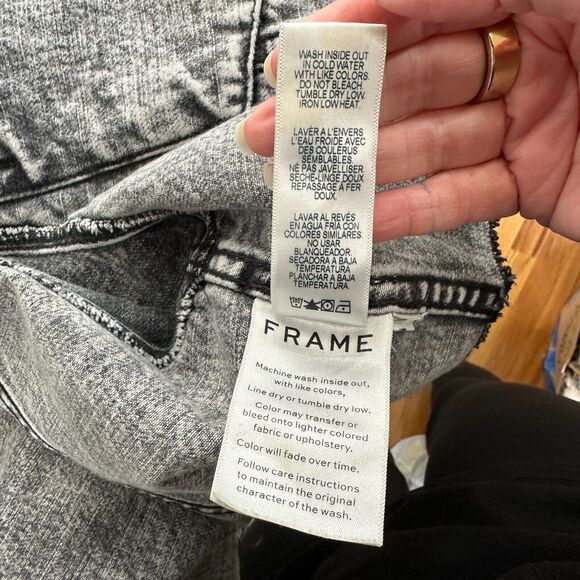 WASH INSIDE OUT
IN COLD WATER
WITH LIKE COLORS.
DO NOT BLEACH.
TUMBLE DRY LOW.
IRON LOW HEAT.
LAVER A L'ENVERS
L'EAU FROIDE AVEC
DES COULERUS
SEMBLABLES.
NE PAS JAVELLISER
SECHE-LINGE DOUX
REPASSAGE A FER
DOUX.
LAVAR AL REVES
EN AGUA FRÍA CON
COLORES SIMILARES.
NO USAR
BLANQUEADOR.
SECADORA A BAJA
TEMPERATURA
PLANCHAR A BAJA
TEMPERATURA
FRAME
Machine wash inside out,
with like colors,
Line dry or tumble dry low.
Color may transfer or
bleed onto lighter colored
fabric or upholstery.
Color will fade over time.
Follow care instructions
to maintain the original
character of the wash.